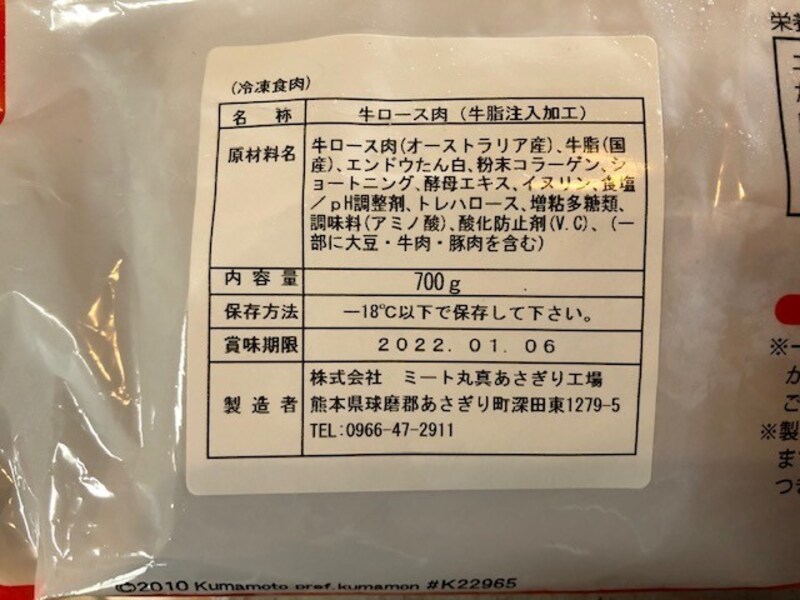 (冷凍食肉)
名 称 牛ロース肉(牛脂注入加工)
原材料名 牛ロース肉(オーストラリア産)、牛脂(国
産)、エンドウたん白、粉末コラーゲン、シ
ョートニング、酵母エキス、イヌリン、食塩
/pH調整剤、トレハロース、増粘多糖類、
調味料(アミノ酸)、酸化防止剤(V.C)、(一
部に大豆・牛肉・豚肉を含む)
内容量 700g
保存方法 -18℃以下で保存して下さい。
賞味期限 2022.01.06
製造者 株式会社 ミート丸真あさぎり工場
熊本県球磨郡あさぎり町深田東1279-5
TEL:0966-47-2911
栄
※一
が
ご
※製
ま
つ
©2010 Kumamoto pref.kumamon #K22965